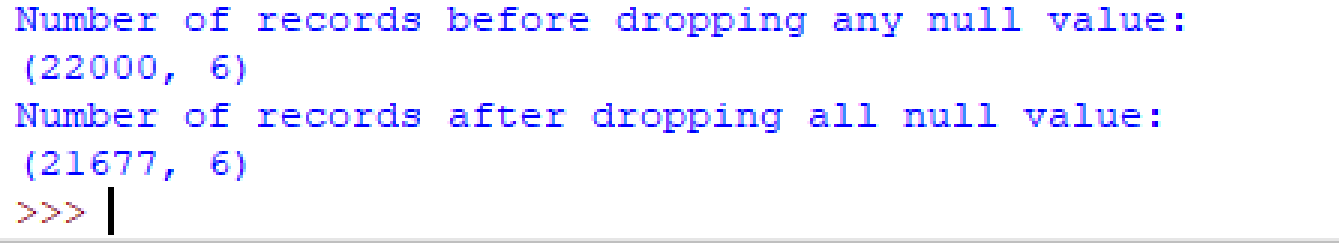 Number of records before dropping any null value:
(22000, 6)
Number of records after dropping all null value:
(21677, 6)
>>>